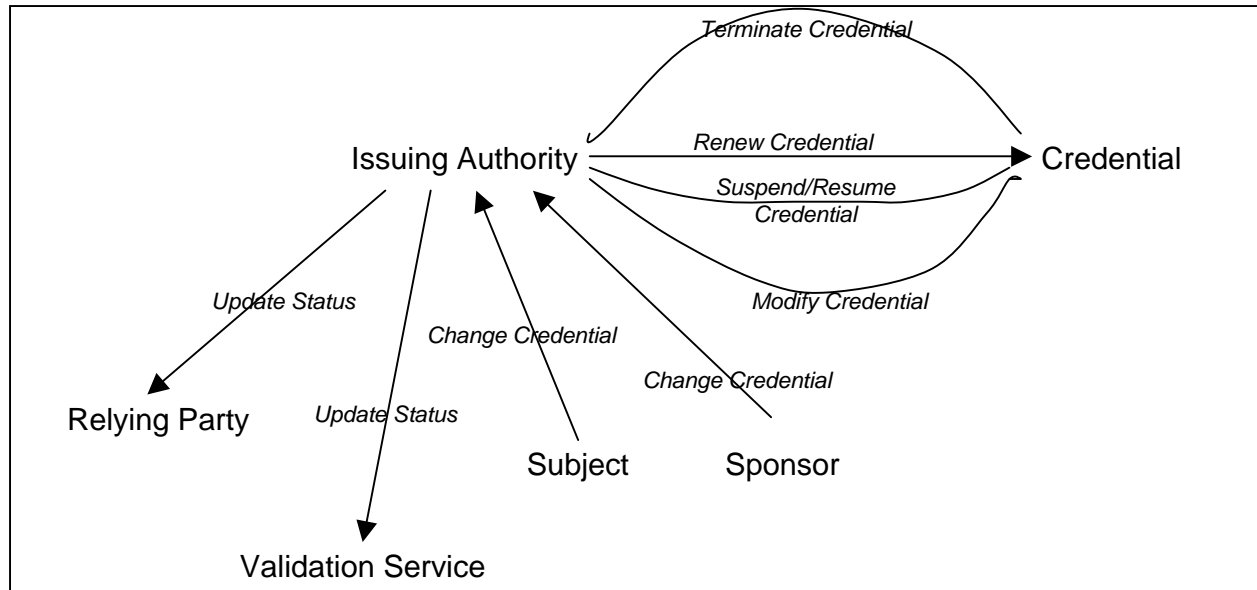 Terminate Credential
Renew Credential
Issuing Authority
Credential
Suspend/Resume
Credential
Update Status
Modify Credential
Change Credential
Change Credential
Relying Party
Update Status
Subject
Sponsor
Validation Service